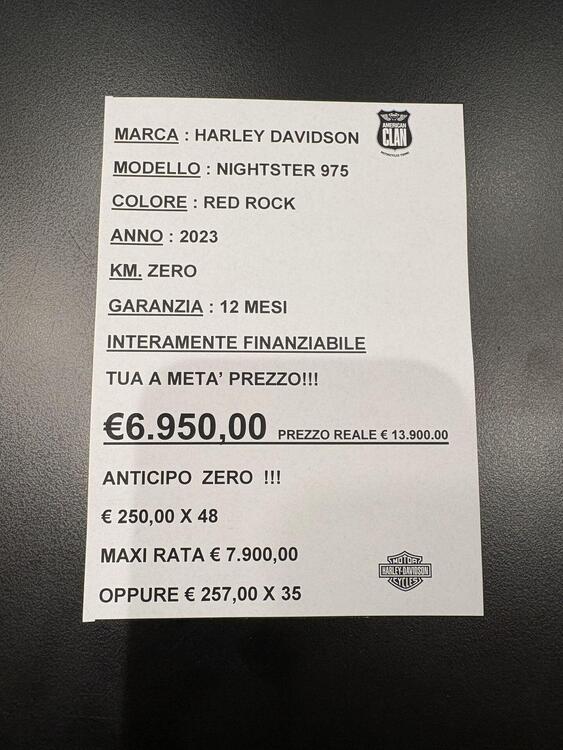 MARCA : HARLEY DAVIDSON
AMERICAN
CLAN
MODELLO : NIGHTSTER 975
COLORE : RED ROCK
ANNO : 2023
KM. ZERO
GARANZIA : 12 MESI
INTERAMENTE FINANZIABILE
TUA A META' PREZZO!!!
€6.950,00 PREZZO REALE € 13.900.00
ANTICIPO ZERO !!!
€ 250,00 X 48
MAXI RATA € 7.900,00
MOTOR
HARLEY-DAVIDSON
CYCLES
OPPURE € 257,00 X 35